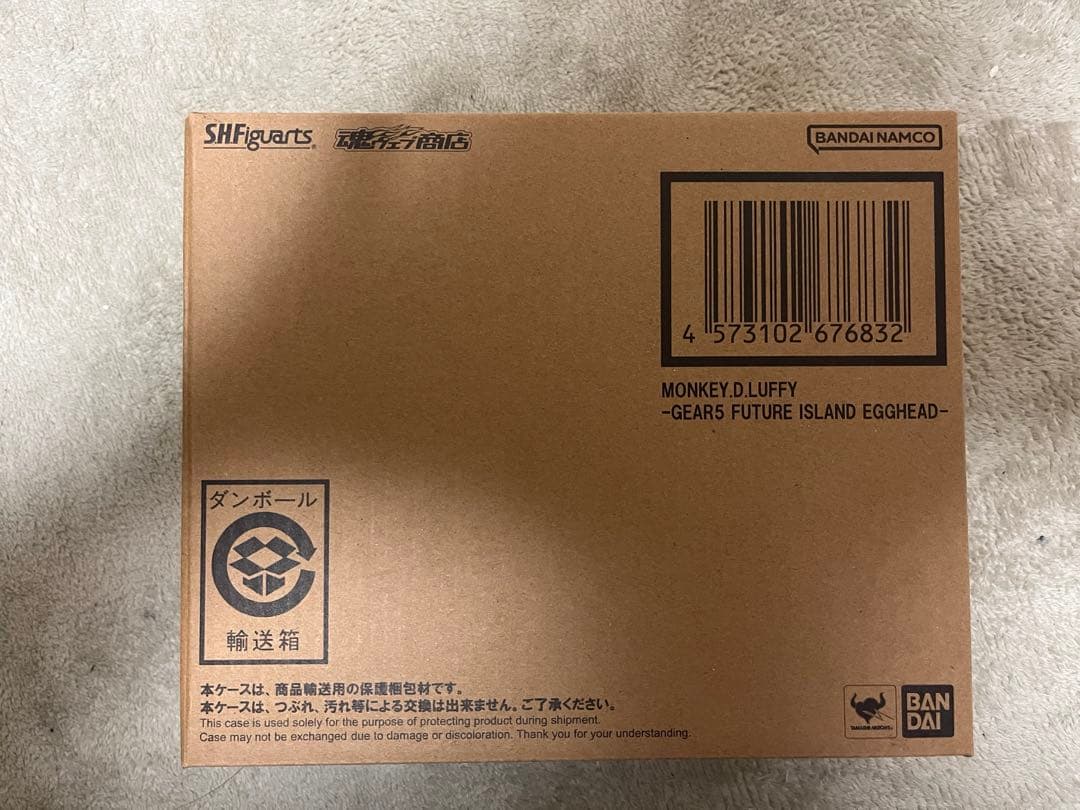 S.H.Figuarts
魂ウェブ商店
BANDAI NAMCO
4 573102 676832
MONKEY.D.LUFFY
-GEAR5 FUTURE ISLAND EGGHEAD-
ダンボール
輸送箱
本ケースは、商品輸送用の保護梱包材です。
本ケースは、つぶれ、汚れ等による交換は出来ません。ご了承ください。
This case is used solely for the purpose of protecting product during shipment.
Case may not be exchanged due to damage or discoloration. Thank you for your understanding.
TAMASHII NATIONS
BAN
DAI